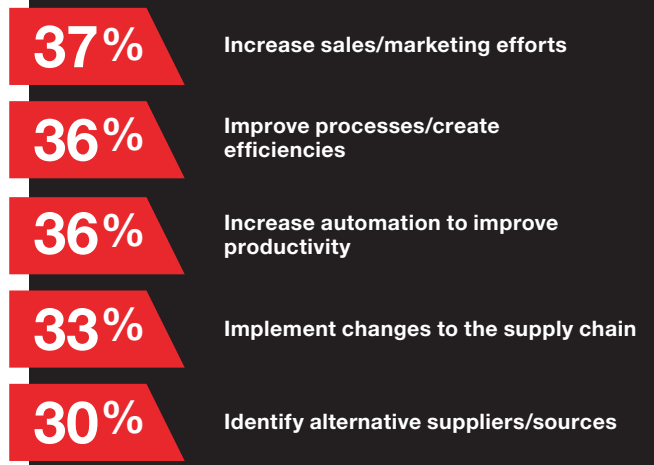 37%
Increase sales/marketing efforts
36%
Improve processes/create
efficiencies
36%
Increase automation to improve
productivity
33%
Implement changes to the supply chain
30%
Identify alternative suppliers/sources